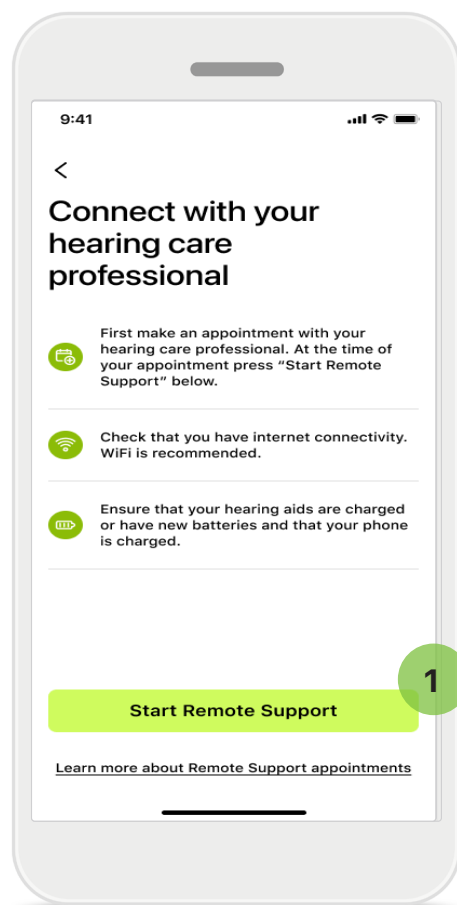 9:41
Connect with your
hearing care
professional
First make an appointment with your
hearing care professional. At the time of
your appointment press “Start Remote
Support” below.
Check that you have internet connectivity.
WiFi is recommended.
Ensure that your hearing aids are charged
or have new batteries and that your phone
is charged.
1
Start Remote Support
Learn more about Remote Support appointments